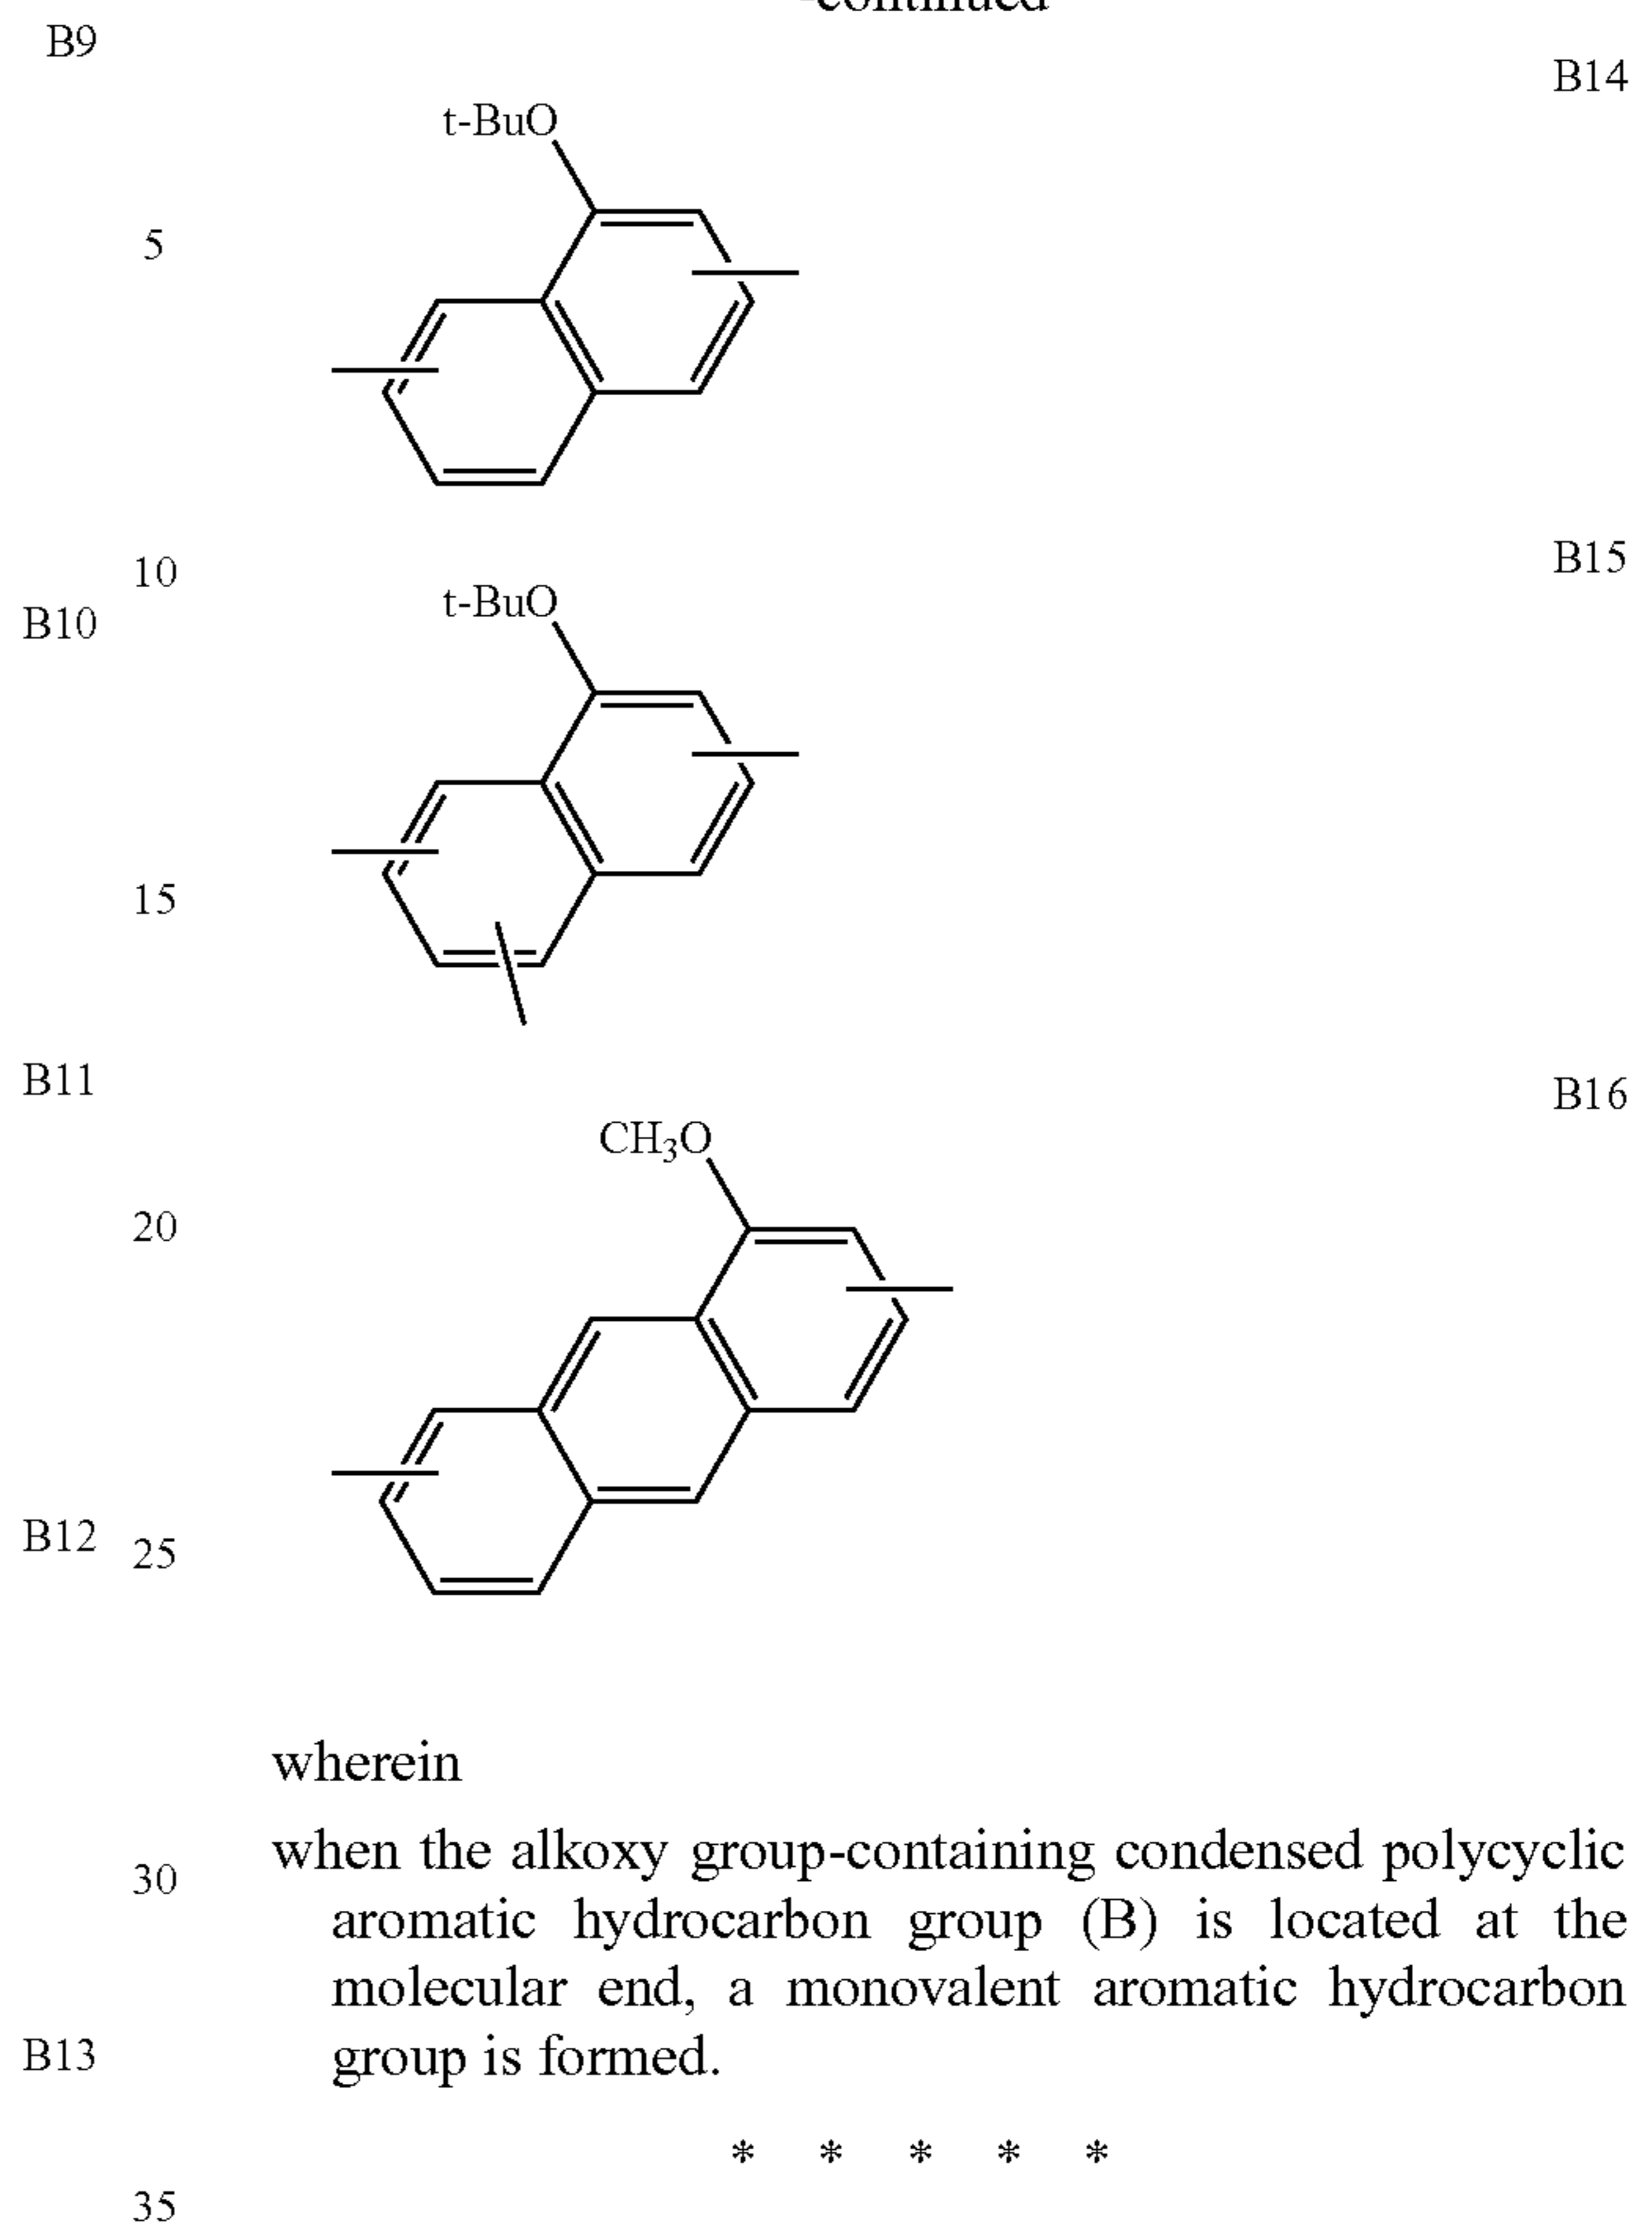 -continued
B9
B14
t-BuO
5
10
B15
B10
t-BuO
15
B11
B16
CH₃O
20
B12
25
wherein
when the alkoxy group-containing condensed polycyclic
30
aromatic hydrocarbon group (B) is located at the
molecular end, a monovalent aromatic hydrocarbon
B13
group is formed.
* * * * *
35